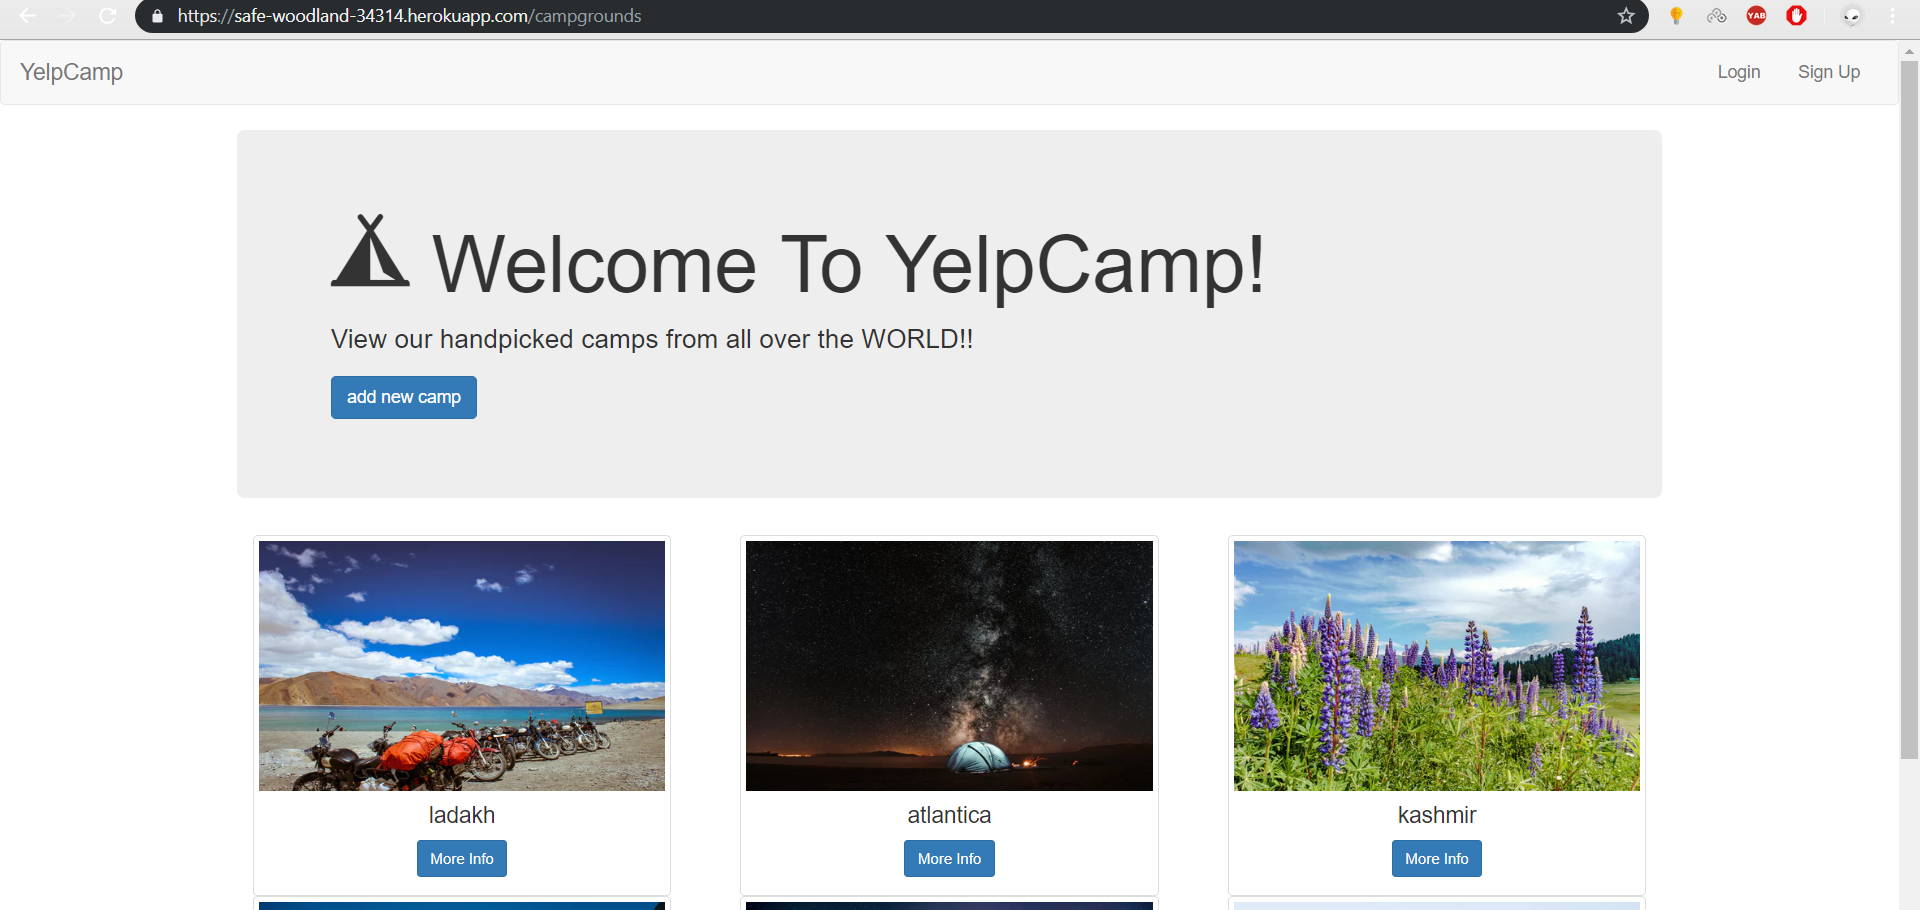 https://safe-woodland-34314.herokuapp.com/campgrounds
YAB
YelpCamp
Login
Sign Up
Welcome To YelpCamp!
View our handpicked camps from all over the WORLD!!
add new camp
ladakh
atlantica
kashmir
More Info
More Info
More Info